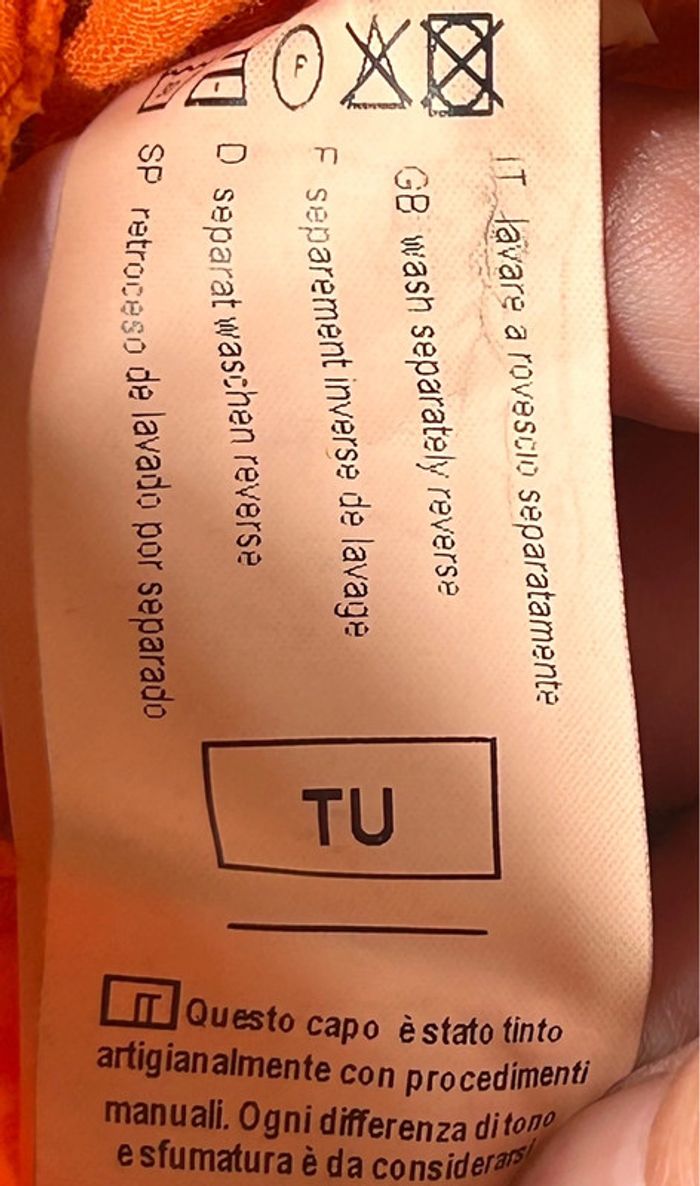 F
IT lavare a rovescio separatamente
GB wash separately reverse
F separement inverse de lavage
D separat waschen reverse
SP retroceso de lavado por separado
TU
IT Questo capo è stato tinto
artigianalmente con procedimenti
manuali. Ogni differenza di tono
e sfumatura è da considerarsi